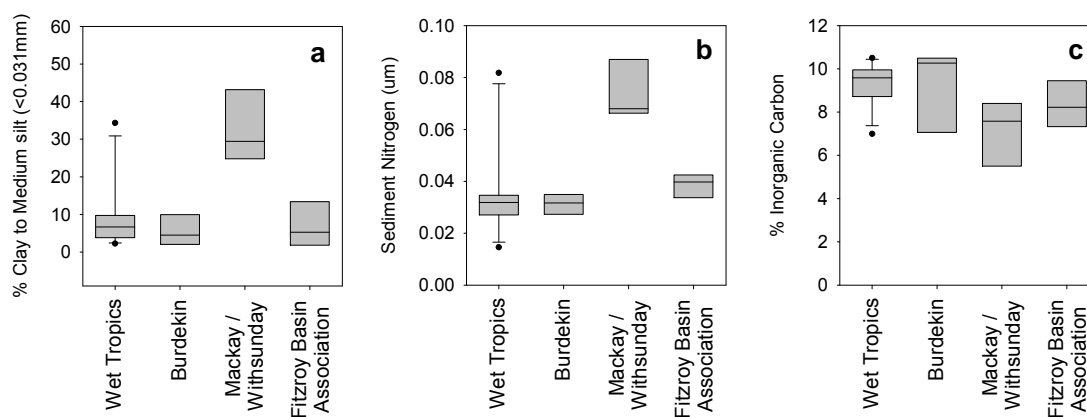 % Clay to Medium silt (<0.031mm)
60
50
40
30
20
10
0
a
Wet Tropics
Burdekin
Mackay /
Withsunday
Fitzroy Basin
Association
Sediment Nitrogen (um)
0.10
0.08
0.06
0.04
0.02
0.00
b
Wet Tropics
Burdekin
Mackay /
Withsunday
Fitzroy Basin
Association
% Inorganic Carbon
12
10
8
6
4
2
0
c
Wet Tropics
Burdekin
Mackay /
Withsunday
Fitzroy Basin
Association